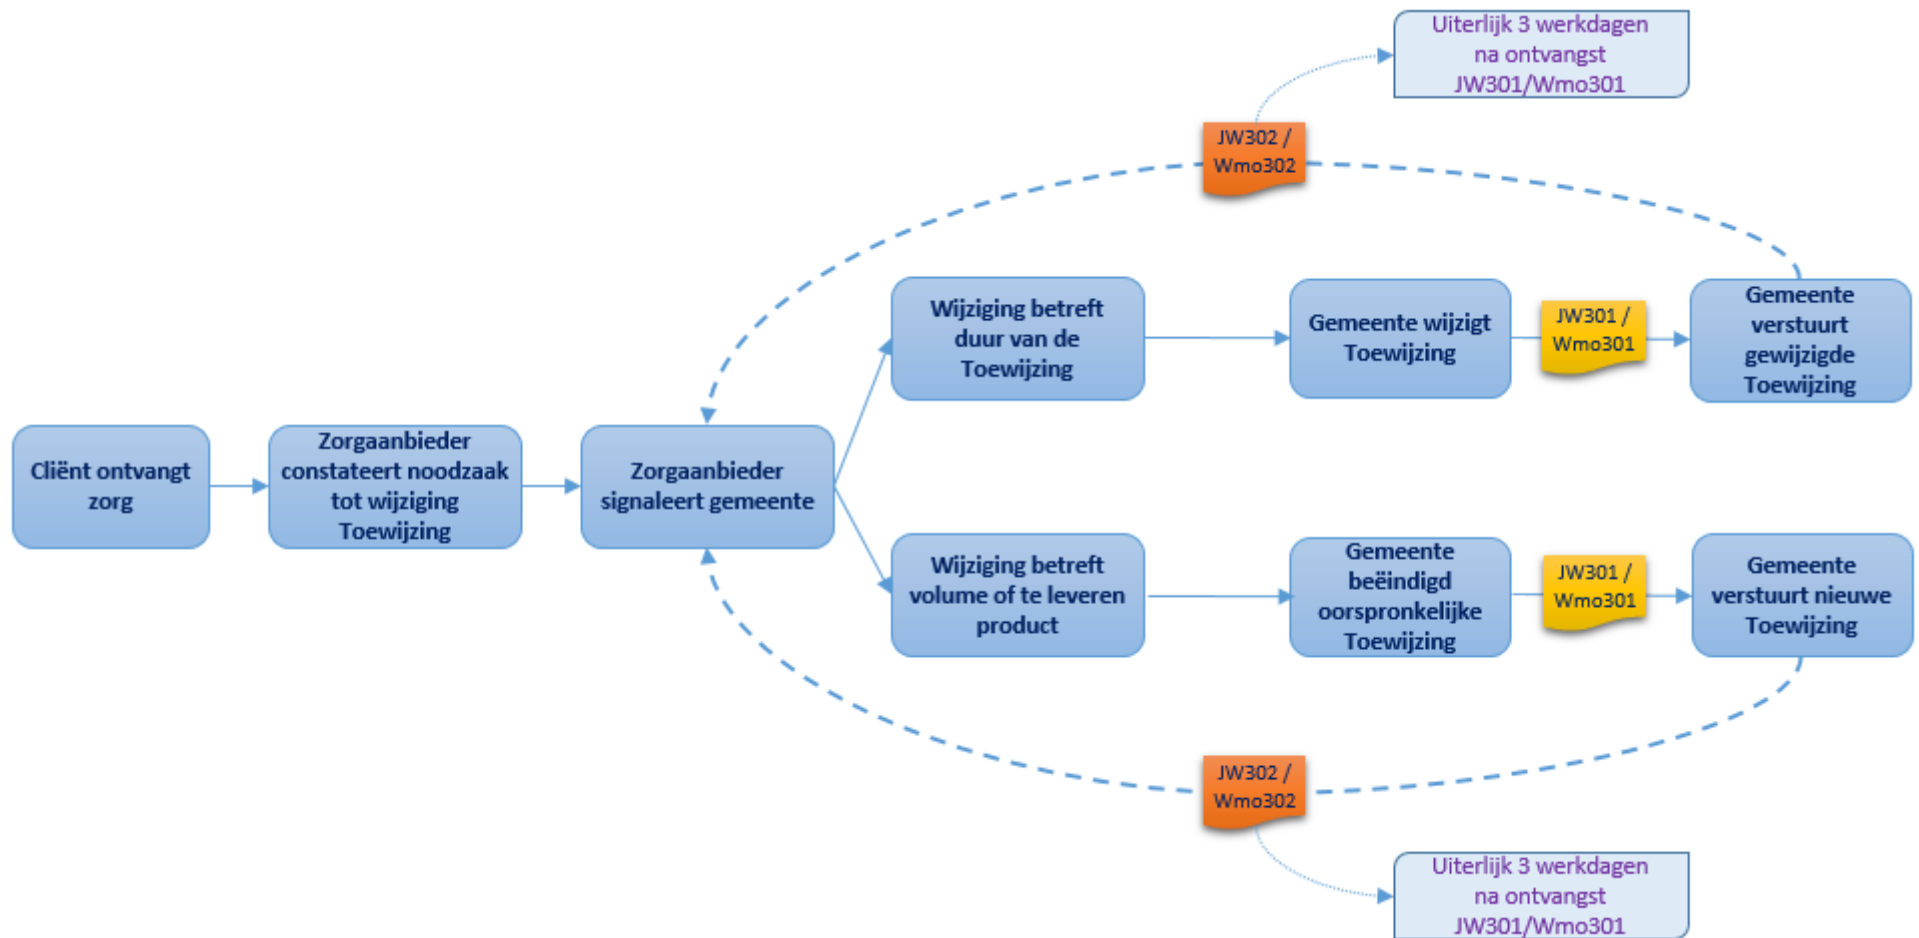 Uiterlijk 3 werkdagen
na ontvangst
JW301/Wmo301
JW302 /
Wmo302
Wijziging betreft
duur van de
Toewijzing
Gemeente wijzigt
Toewijzing
JW301 /
Wmo301
Gemeente
verstuurt
gewijzigde
Toewijzing
Cliënt ontvangt
zorg
Zorgaanbieder
constateert noodzaak
tot wijziging
Toewijzing
Zorgaanbieder
signaleert gemeente
Wijziging betreft
volume of te leveren
product
Gemeente
beëindigd
oorspronkelijke
Toewijzing
JW301 /
Wmo301
Gemeente
verstuurt nieuwe
Toewijzing
JW302 /
Wmo302
Uiterlijk 3 werkdagen
na ontvangst
JW301/Wmo301